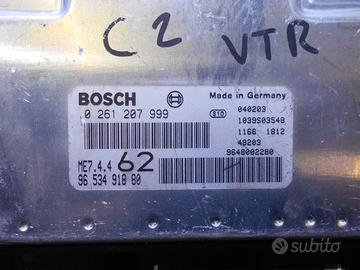 C2 VTR
BOSCH
Made in Germany
0 261 207 999
S10
040203
1039S03548
1166 1812
48203
9648002280
ME7.4.4 62
96 534 918 80
subito